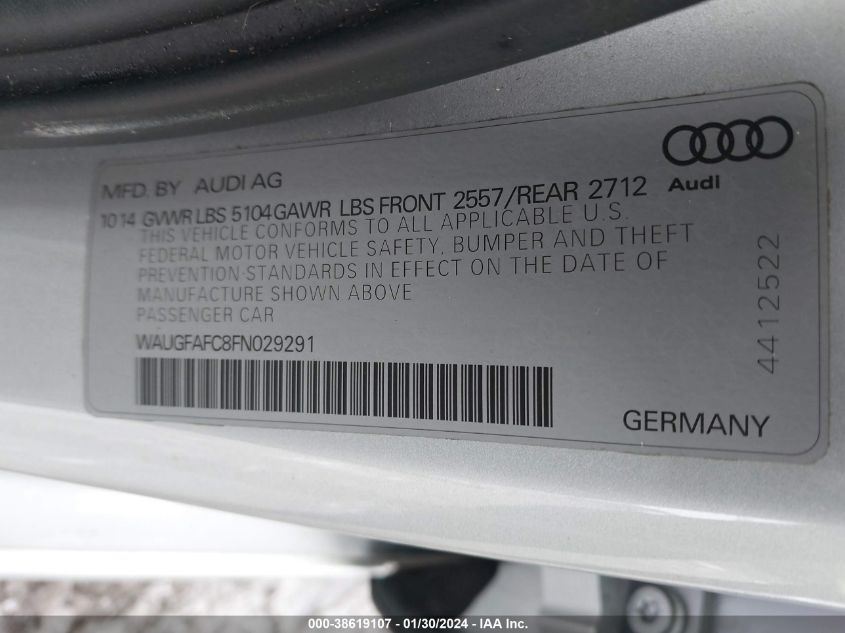 MFD. BY AUDI AG
Audi
10 14 GVWR LBS 5104 GAWR LBS FRONT 2557/REAR 2712
THIS VEHICLE CONFORMS TO ALL APPLICABLE U.S.
FEDERAL MOTOR VEHICLE SAFETY, BUMPER AND THEFT
PREVENTION-STANDARDS IN EFFECT ON THE DATE OF
MANUFACTURE SHOWN ABOVE
PASSENGER CAR
WAUGFAFC8FN029291
4412522
GERMANY
000-38619107 - 01/30/2024 - IAA Inc.